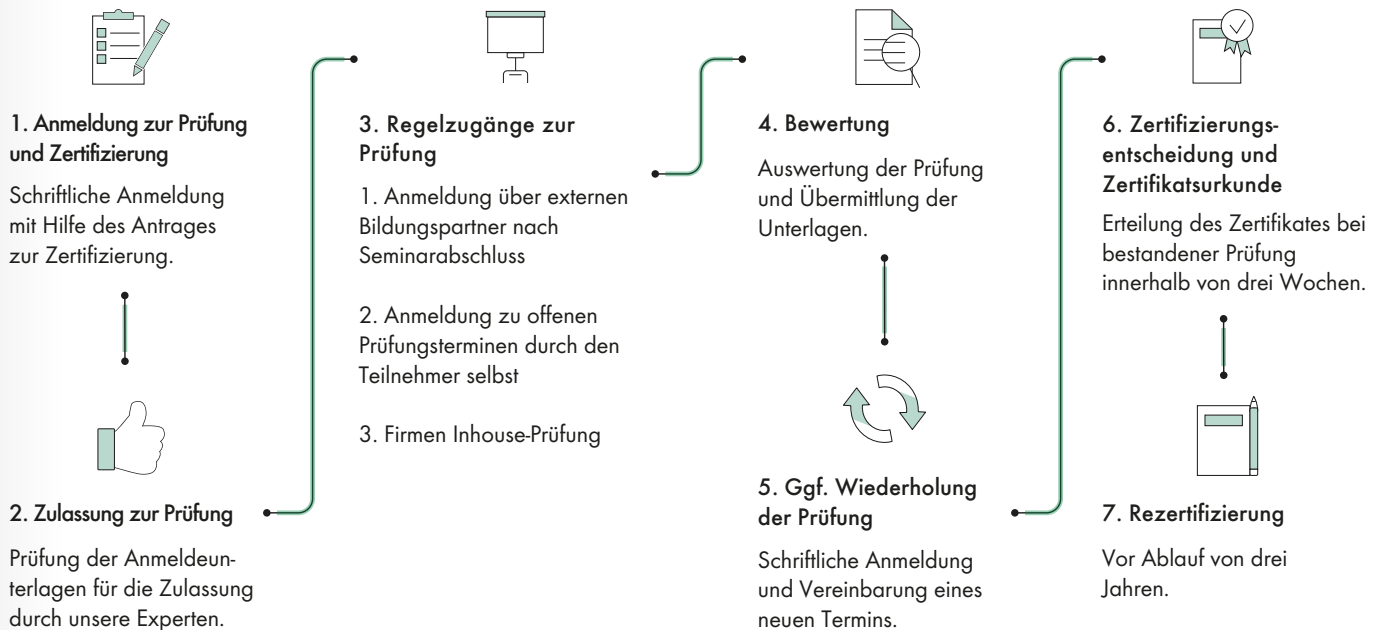 1. Anmeldung zur Prüfung
und Zertifizierung
Schriftliche Anmeldung
mit Hilfe des Antrages
zur Zertifizierung.
2. Zulassung zur Prüfung
Prüfung der Anmeldeun-
terlagen für die Zulassung
durch unsere Experten.
3. Regelzugänge zur
Prüfung
1. Anmeldung über externen
Bildungspartner nach
Seminarabschluss
2. Anmeldung zu offenen
Prüfungsterminen durch den
Teilnehmer selbst
3. Firmen Inhouse-Prüfung
4. Bewertung
Auswertung der Prüfung
und Übermittlung der
Unterlagen.
5. Ggf. Wiederholung
der Prüfung
Schriftliche Anmeldung
und Vereinbarung eines
neuen Termins.
6. Zertifizierungs-
entscheidung und
Zertifikatsurkunde
Erteilung des Zertifikates bei
bestandener Prüfung
innerhalb von drei Wochen.
7. Rezertifizierung
Vor Ablauf von drei
Jahren.